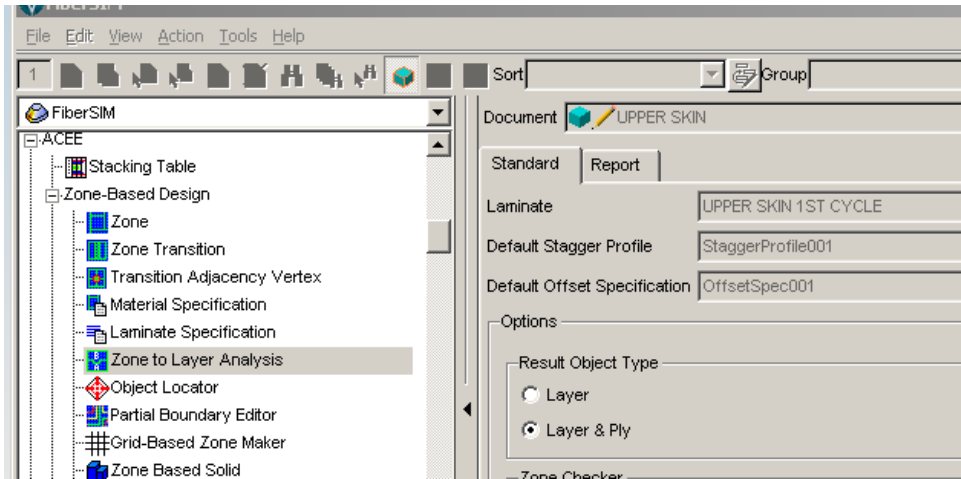 File Edit View Action Tools Help
1 Sort Group
FiberSIM
ACEE
Stacking Table
Zone-Based Design
Zone
Zone Transition
Transition Adjacency Vertex
Material Specification
Laminate Specification
Zone to Layer Analysis
Object Locator
Partial Boundary Editor
Grid-Based Zone Maker
Zone Based Solid
Document UPPER SKIN
Standard Report
Laminate UPPER SKIN 1ST CYCLE
Default Stagger Profile StaggerProfile001
Default Offset Specification OffsetSpec001
Options
Result Object Type
Layer
Layer & Ply
Zone Checker